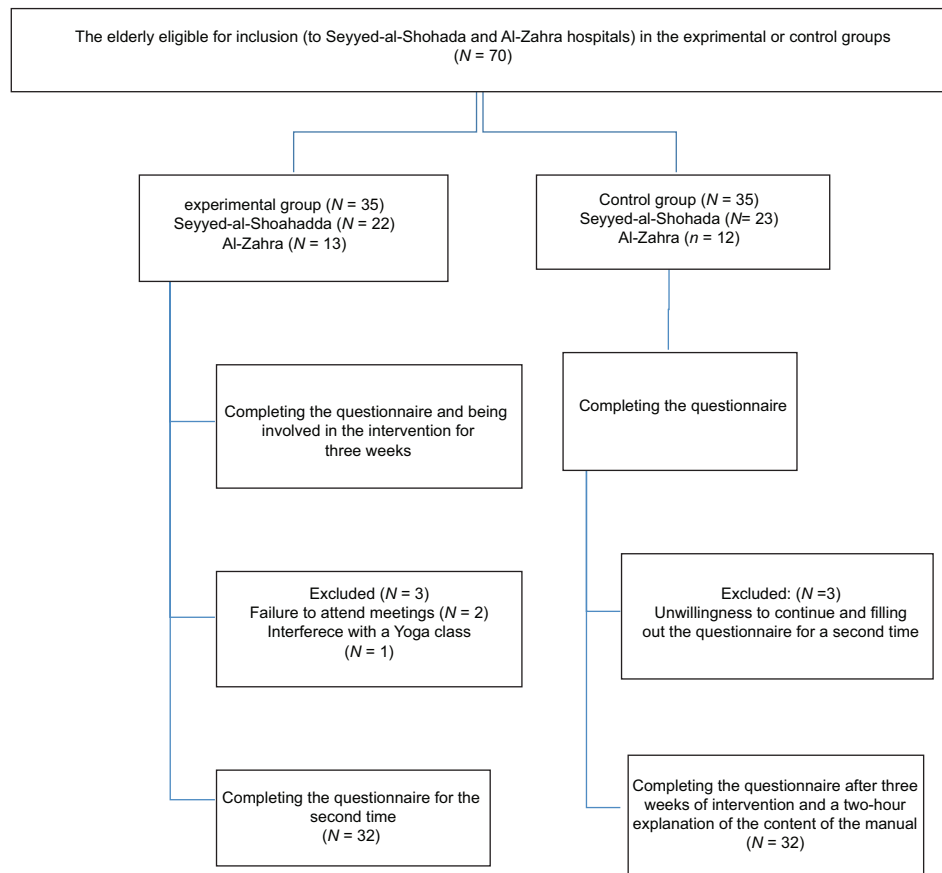 The elderly eligible for inclusion (to Seyyed-al-Shohada and Al-Zahra hospitals) in the exprimental or control groups
(N = 70)
experimental group (N = 35)
Seyyed-al-Shoahadda (N = 22)
Al-Zahra (N = 13)
Control group (N = 35)
Seyyed-al-Shohada (N= 23)
Al-Zahra (n = 12)
Completing the questionnaire and being
involved in the intervention for
three weeks
Completing the questionnaire
Excluded (N = 3)
Failure to attend meetings (N = 2)
Interferece with a Yoga class
(N = 1)
Excluded: (N =3)
Unwillingness to continue and filling
out the questionnaire for a second time
Completing the questionnaire for the
second time
(N = 32)
Completing the questionnaire after three
weeks of intervention and a two-hour
explanation of the content of the manual
(N = 32)